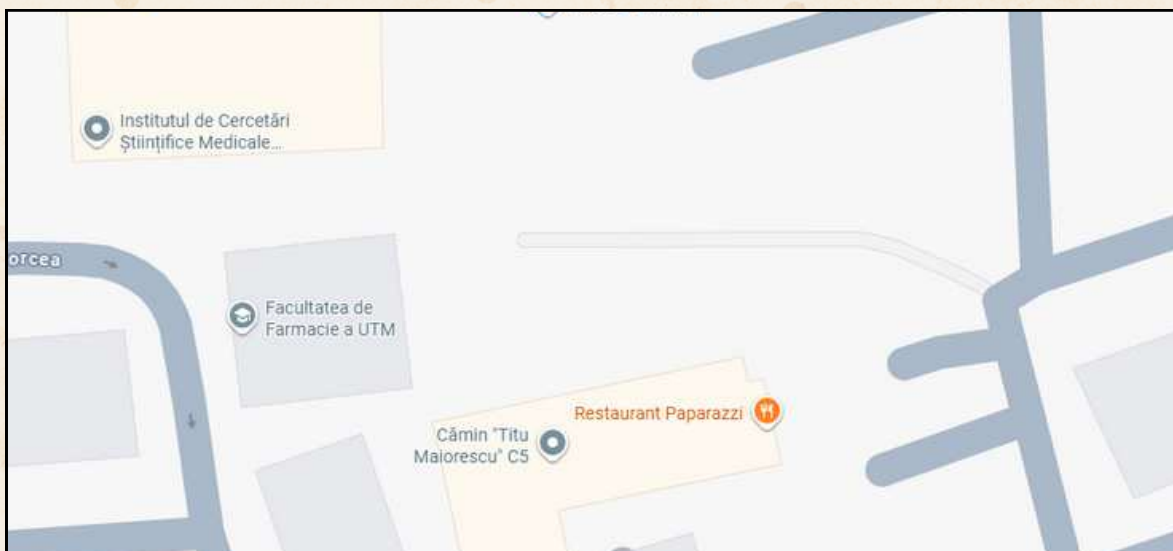 Institutul de Cercetări
Științifice Medicale...
orcea
Facultatea de
Farmacie a UTM
Restaurant Paparazzi
Cămin "Titu
Maiorescu" C5